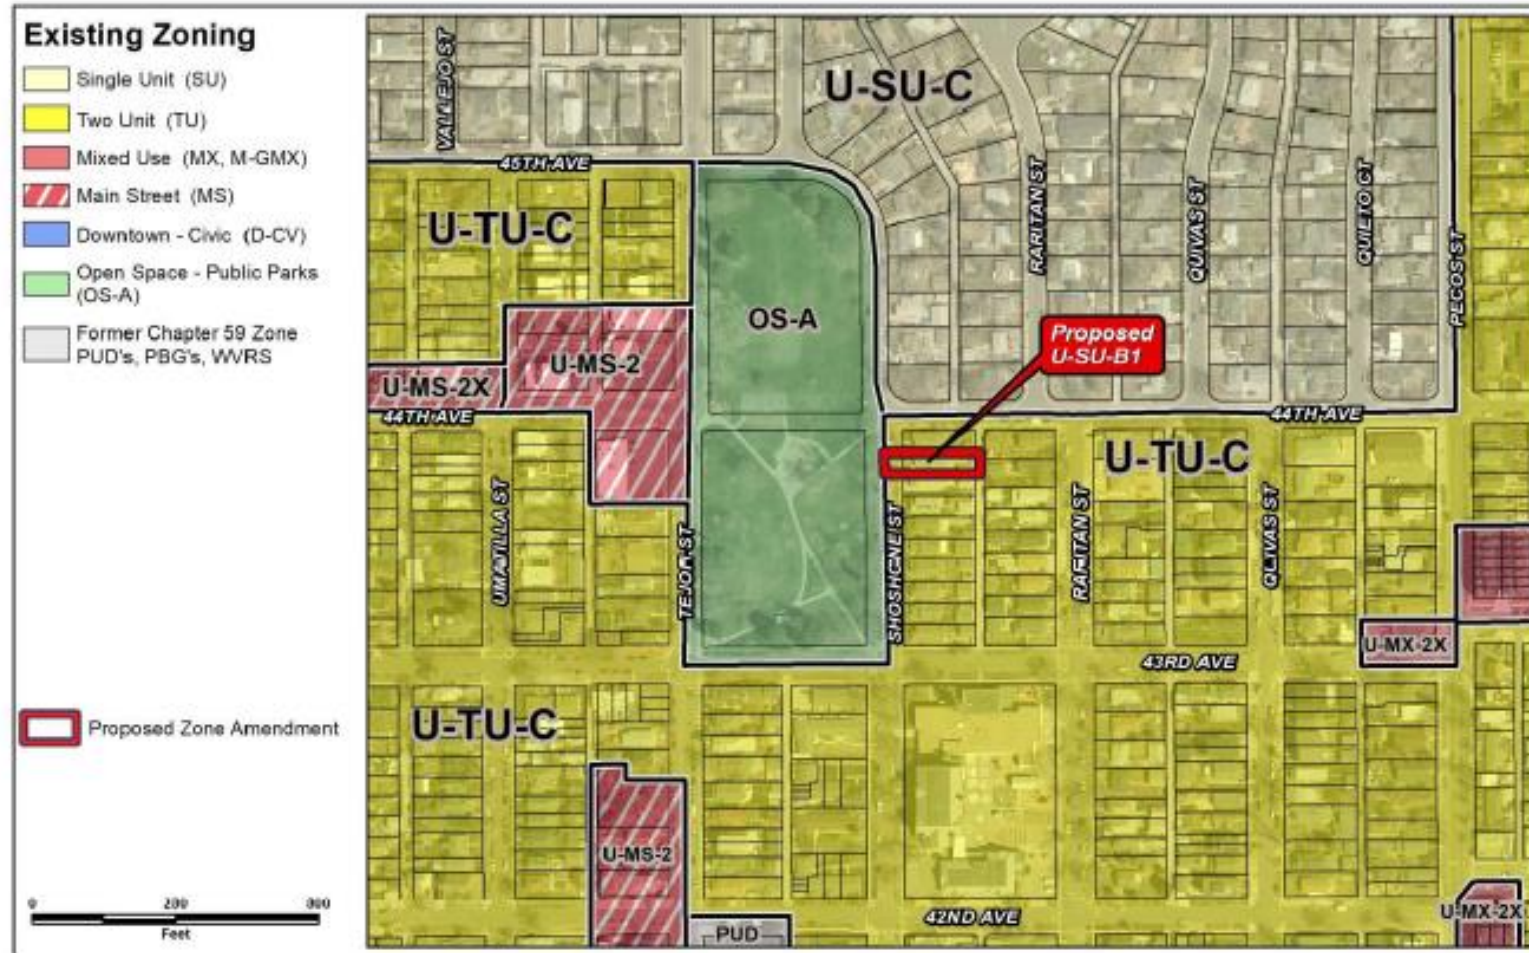 Existing Zoning
Single Unit (SU)
Two Unit (TU)
Mixed Use (MX, M-GMX)
Main Street (MS)
Downtown - Civic (D-CV)
Open Space - Public Parks
(OS-A)
Former Chapter 59 Zone
PUD's, PBG's, WVRS
Proposed Zone Amendment
0
200
Feet
VALLEJO ST
U-SU-C
45TH AVE
RARITAN ST
QUIVAS ST
QUIETO CT
PECOS ST
U-TU-C
OS-A
Proposed
U-SU-B1
U-MS-2
U-MS-2X
44TH AVE
44TH AVE
U-TU-C
UMATILLA ST
TEJON ST
SHOSHONE ST
RARITAN ST
QUIVAS ST
U-MX-2X
43RD AVE
U-TU-C
U-MS-2
42ND AVE
U-MX-2X
PUD